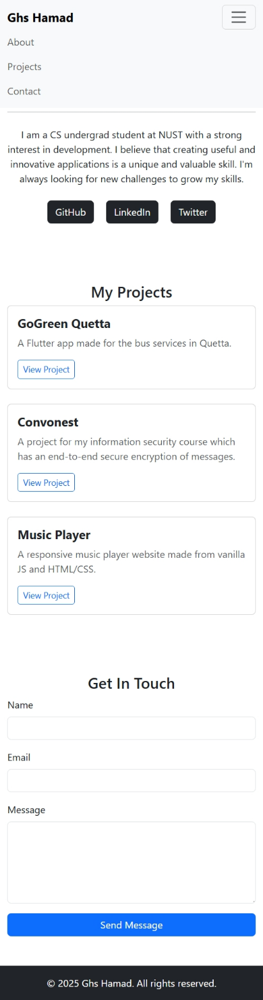 Ghs Hamad
About
Projects
Contact
I am a CS undergrad student at NUST with a strong
interest in development. I believe that creating useful and
innovative applications is a unique and valuable skill. I'm
always looking for new challenges to grow my skills.
GitHub LinkedIn Twitter
My Projects
GoGreen Quetta
A Flutter app made for the bus services in Quetta.
View Project
Convonest
A project for my information security course which
has an end-to-end secure encryption of messages.
View Project
Music Player
A responsive music player website made from vanilla
JS and HTML/CSS.
View Project
Get In Touch
Name
Email
Message
Send Message
© 2025 Ghs Hamad. All rights reserved.